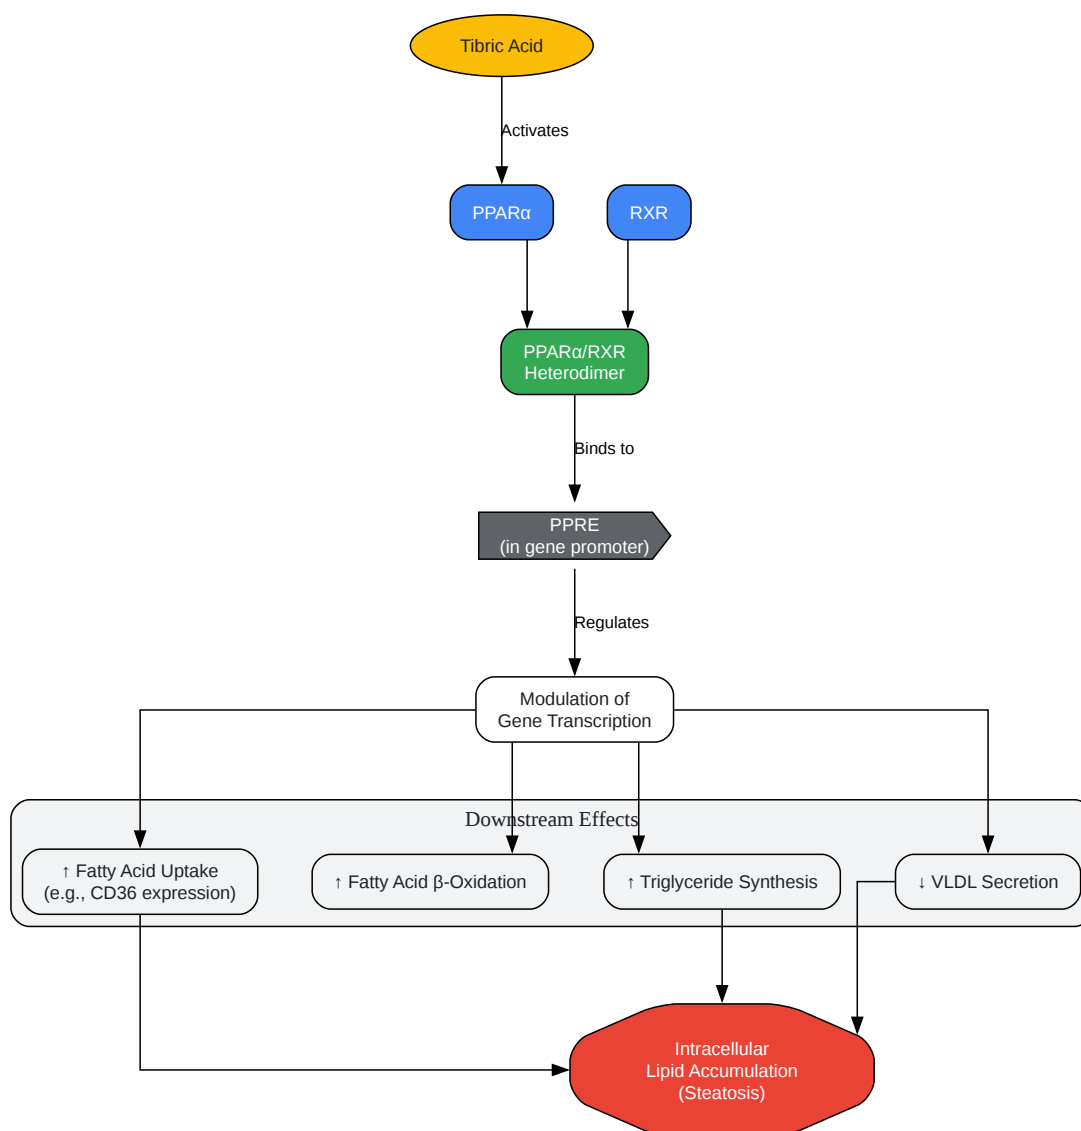 Tibric Acid
Activates
PPARα
RXR
PPARα/RXR
Heterodimer
Binds to
PPRE
(in gene promoter)
Regulates
Modulation of
Gene Transcription
Downstream Effects
↑ Fatty Acid Uptake
(e.g., CD36 expression)
↑ Fatty Acid β-Oxidation
↑ Triglyceride Synthesis
↓ VLDL Secretion
Intracellular
Lipid Accumulation
(Steatosis)